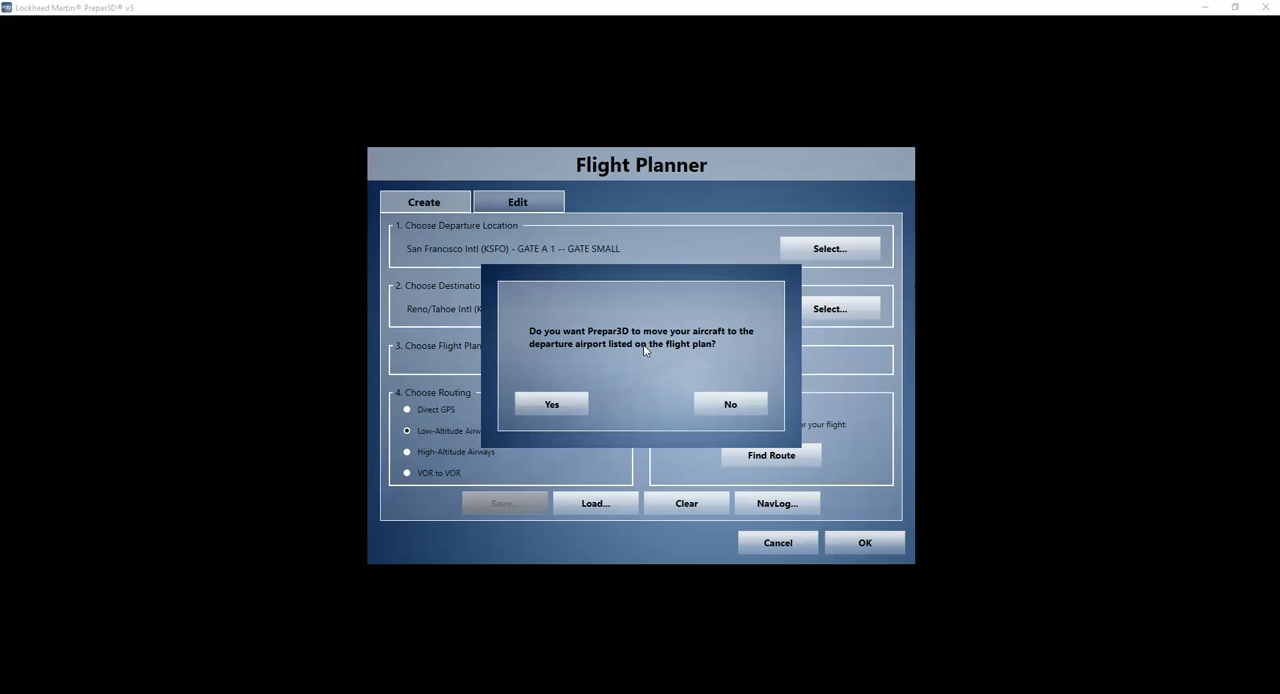 Lockheed Martin® Prepar3D® v3
Flight Planner
Create
Edit
1. Choose Departure Location
San Francisco Intl (KSFO) - GATE A 1 -- GATE SMALL
Select...
2. Choose Destinatio
Reno/Tahoe Intl (K
Select...
Do you want Prepar3D to move your aircraft to the
departure airport listed on the flight plan?
Yes
No
3. Choose Flight Plan
4. Choose Routing
Direct GPS
Low-Altitude Airw
High-Altitude Airways
VOR to VOR
or your flight:
Find Route
Save...
Load...
Clear
NavLog...
Cancel
OK